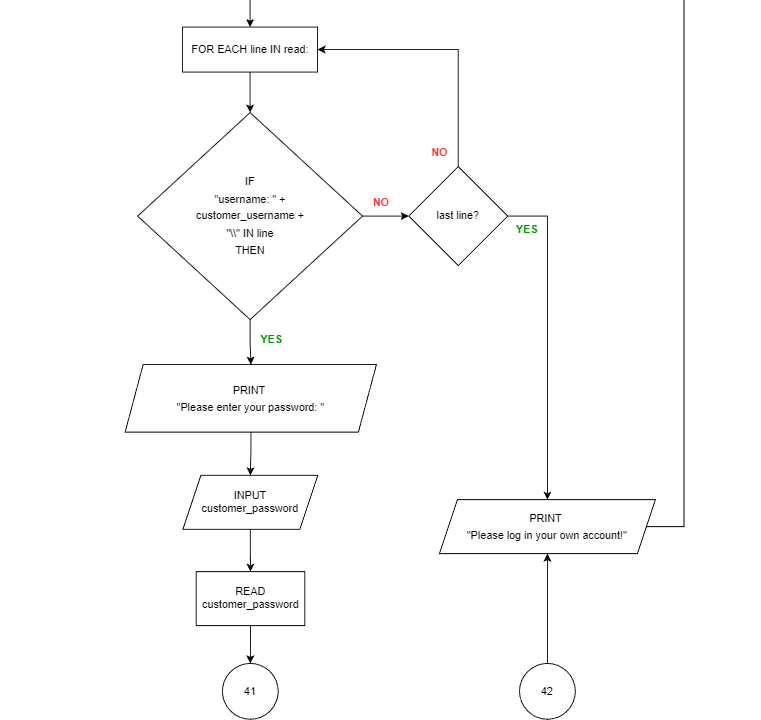 FOR EACH line IN read:
NO
IF
"username: " +
customer_username +
"\\" IN line
THEN
NO
last line?
YES
YES
PRINT
"Please enter your password: "
INPUT
customer_password
PRINT
"Please log in your own account!"
READ
customer_password
41
42